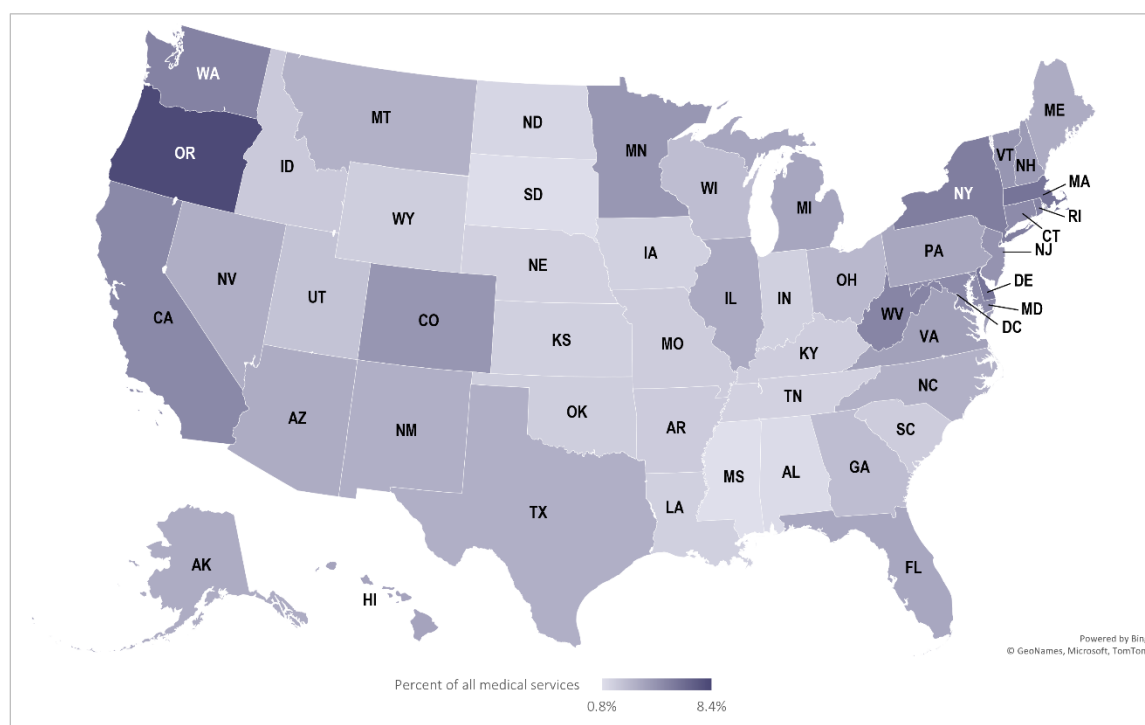 WA
MT
ND
MN
ME
OR
ID
SD
WI
MI
VT
NH
NY
MA
RI
CT
WY
IA
PA
NJ
NE
NV
UT
CO
IL
IN
OH
DE
MD
DC
WV
VA
CA
KS
MO
KY
NC
TN
AZ
NM
OK
AR
SC
MS
AL
GA
TX
LA
AK
HI
FL
Powered by Bin
© GeoNames, Microsoft, TomTom
Percent of all medical services
0.8%
8.4%